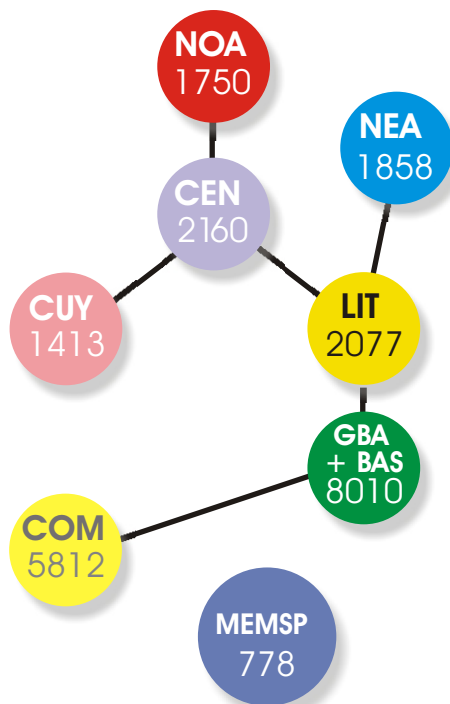 NOA
1750
NEA
1858
CEN
2160
CUY
1413
LIT
2077
GBA
+ BAS
8010
COM
5812
MEMSP
778